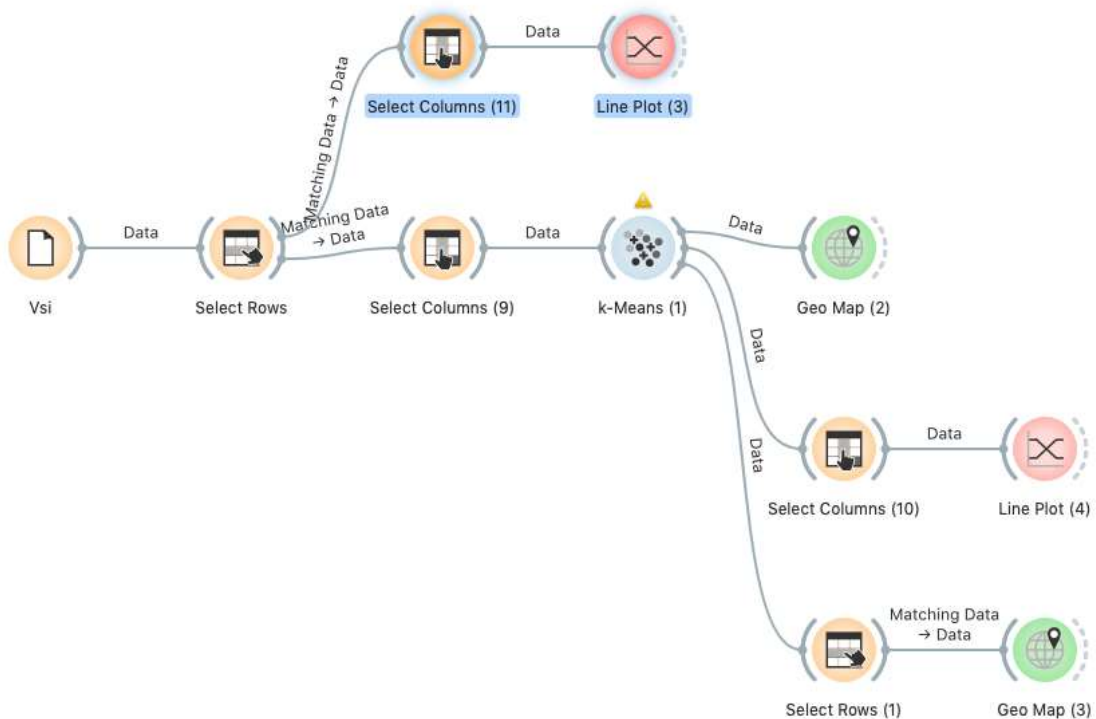 Data
Select Columns (11)
Line Plot (3)
Matching Data → Data
Data
Matching Data
→ Data
Data
Data
Vsi
Select Rows
Select Columns (9)
k-Means (1)
Geo Map (2)
Data
Data
Data
Select Columns (10)
Line Plot (4)
Matching Data
→ Data
Select Rows (1)
Geo Map (3)